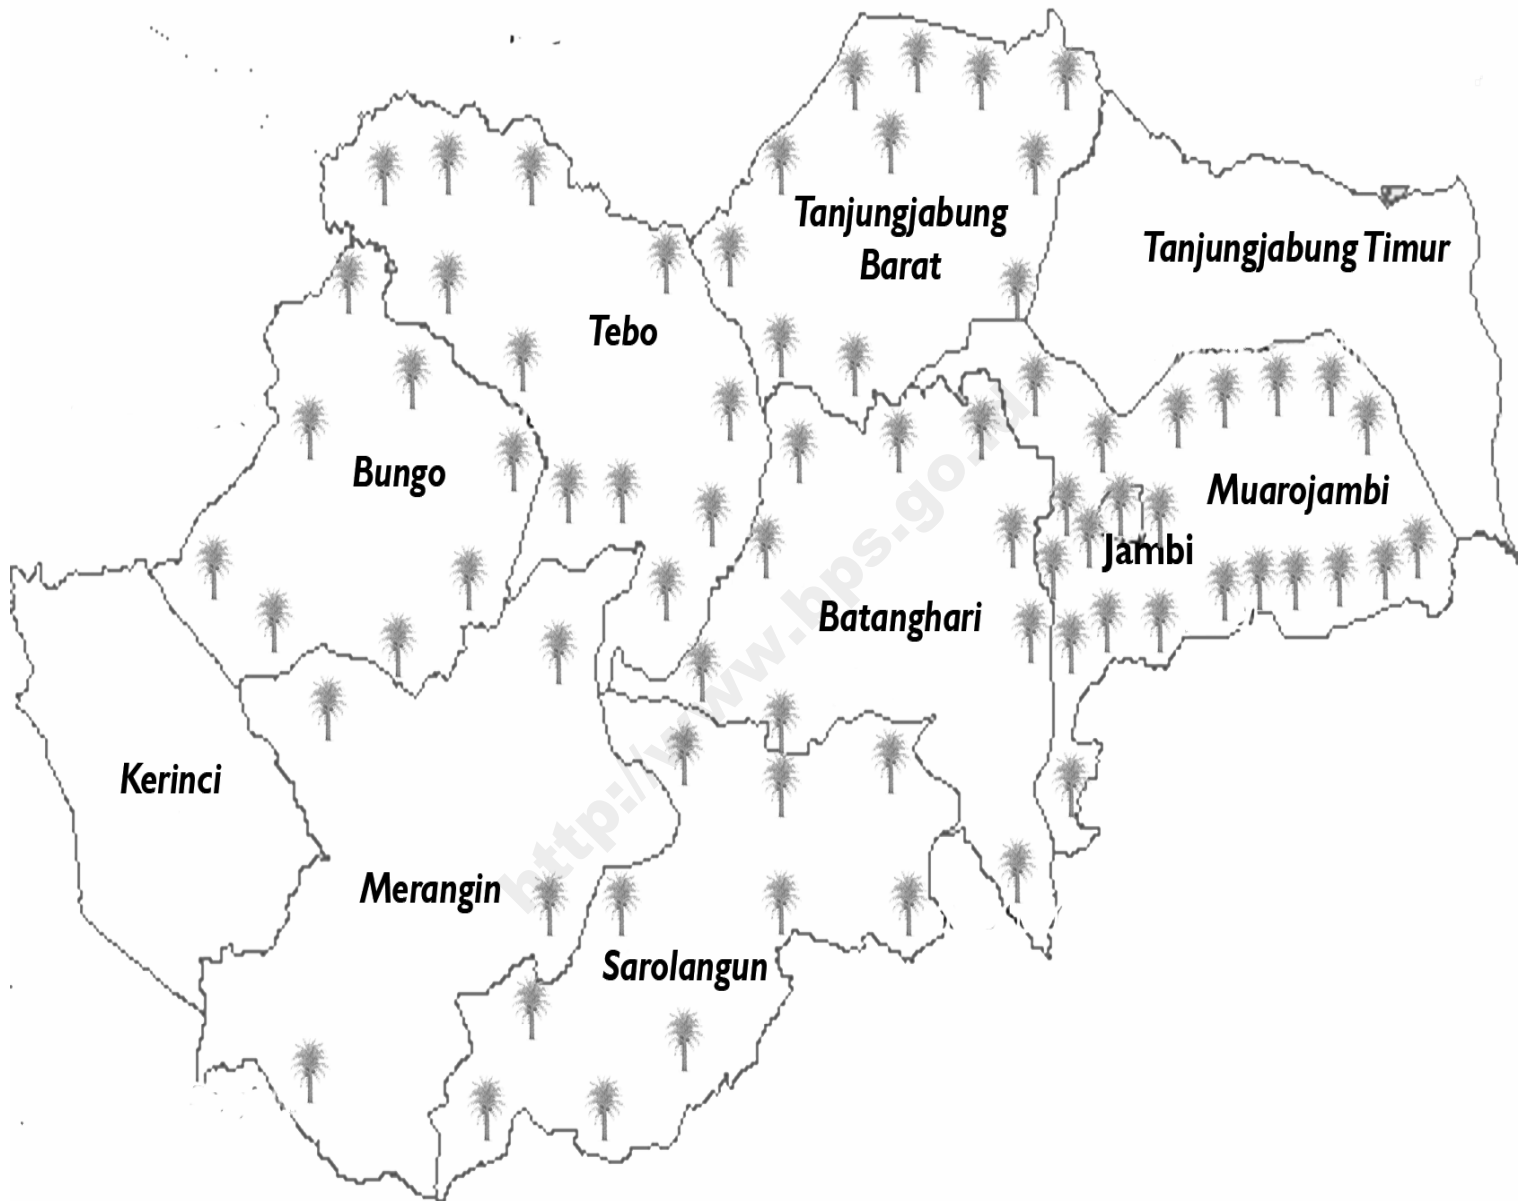 Tanjungjabung
Barat
Tanjungjabung Timur
Tebo
Bungo
Muarojambi
Jambi
Batanghari
Kerinci
Merangin
Sarolangun
http://www.bps.go.id